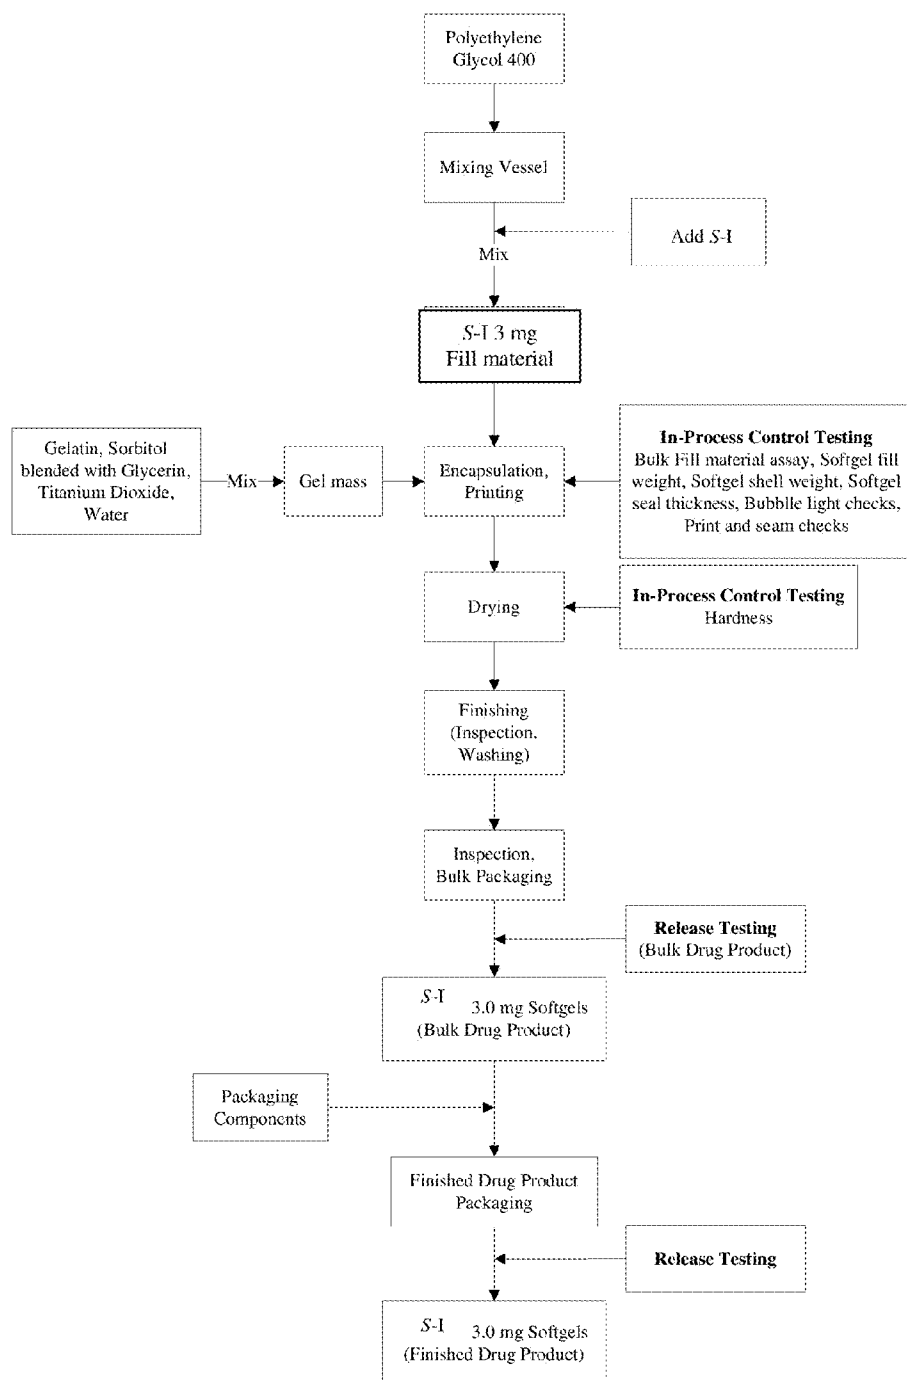 Polyethylene
Glycol 400
Mixing Vessel
Add S-I
Mix
S-I 3 mg
Fill material
Gelatin, Sorbitol
blended with Glycerin,
Titanium Dioxide,
Water
Mix
Gel mass
Encapsulation,
Printing
In-Process Control Testing
Bulk Fill material assay, Softgel fill
weight, Softgel shell weight, Softgel
seal thickness, Bubblle light checks,
Print and seam checks
Drying
In-Process Control Testing
Hardness
Finishing
(Inspection,
Washing)
Inspection,
Bulk Packaging
Release Testing
(Bulk Drug Product)
S-I 3.0 mg Softgels
(Bulk Drug Product)
Packaging
Components
Finished Drug Product
Packaging
Release Testing
S-I 3.0 mg Softgels
(Finished Drug Product)